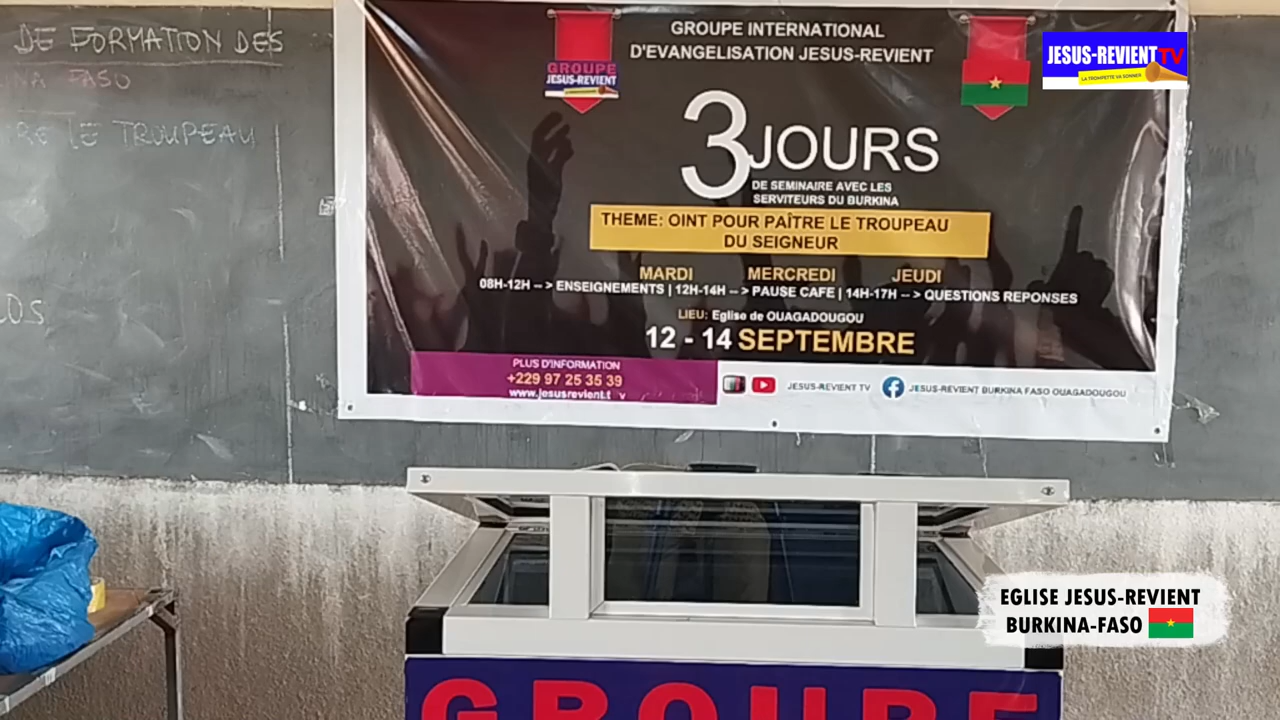 DE FORMATION DES
FASO
LE TROUPEAU
GROUPE INTERNATIONAL
D'EVANGELISATION JESUS-REVIENT
GROUPE
JESUS-REVIENT
3 JOURS
DE SEMINAIRE AVEC LES
SERVITEURS DU BURKINA
THEME: OINT POUR PAÎTRE LE TROUPEAU
DU SEIGNEUR
MARDI MERCREDI JEUDI
08H-12H --> ENSEIGNEMENTS | 12H-14H --> PAUSE CAFE | 14H-17H --> QUESTIONS REPONSES
LIEU: Eglise de OUAGADOUGOU
12 - 14 SEPTEMBRE
PLUS D'INFORMATION
+229 97 25 35 39
www.jesusrevient.t v
JESUS-REVIENT TV
JESUS-REVIENT BURKINA FASO OUAGADOUGOU
JESUS-REVIENT TV
LA TROMPETTE VA SONNER
EGLISE JESUS-REVIENT
BURKINA-FASO
GROUPE